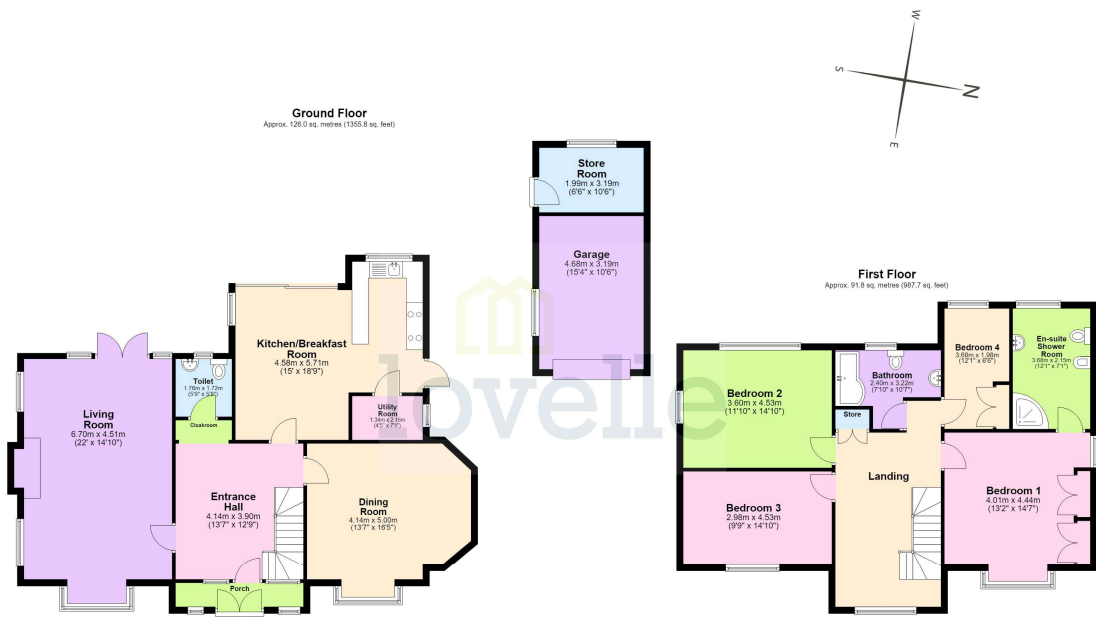 W
S
N
E
Ground Floor
Approx. 126.0 sq. metres (1355.8 sq. feet)
Store
Room
1.99m x 3.19m
(6'6" x 10'6")
Garage
4.68m x 3.19m
(15'4" x 10'6")
Kitchen/Breakfast
Room
4.58m x 5.71m
(15' x 18'9")
Toilet
1.76m x 1.72m
(5'9" x 5'8")
Cloakroom
Utility
Room
1.34m x 2.16m
(4'5" x 7'1")
Living
Room
6.70m x 4.51m
(22' x 14'10")
Entrance
Hall
4.14m x 3.90m
(13'7" x 12'9")
Dining
Room
4.14m x 5.00m
(13'7" x 16'5")
Porch
lovelle
First Floor
Approx. 91.8 sq. metres (987.7 sq. feet)
Bedroom 4
3.68m x 1.98m
(12'1" x 6'6")
En-suite
Shower
Room
3.68m x 2.15m
(12'1" x 7'1")
Bathroom
2.40m x 3.22m
(7'10" x 10'7")
Bedroom 2
3.60m x 4.53m
(11'10" x 14'10")
Store
Landing
Bedroom 3
2.98m x 4.53m
(9'9" x 14'10")
Bedroom 1
4.01m x 4.44m
(13'2" x 14'7")